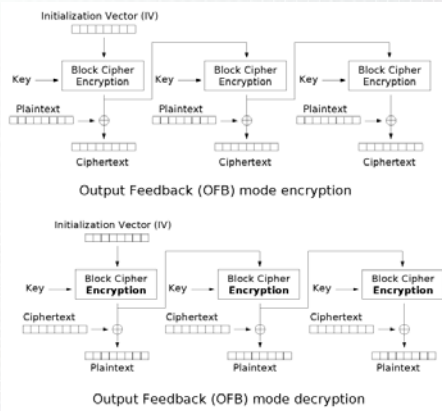 Initialization Vector (IV)
Block Cipher Encryption
Block Cipher Encryption
Block Cipher Encryption
Key
Key
Key
Plaintext
Plaintext
Plaintext
Ciphertext
Ciphertext
Ciphertext
Output Feedback (OFB) mode encryption
Initialization Vector (IV)
Block Cipher
Encryption
Block Cipher
Encryption
Block Cipher
Encryption
Key
Key
Key
Ciphertext
Ciphertext
Ciphertext
Plaintext
Plaintext
Plaintext
Output Feedback (OFB) mode decryption